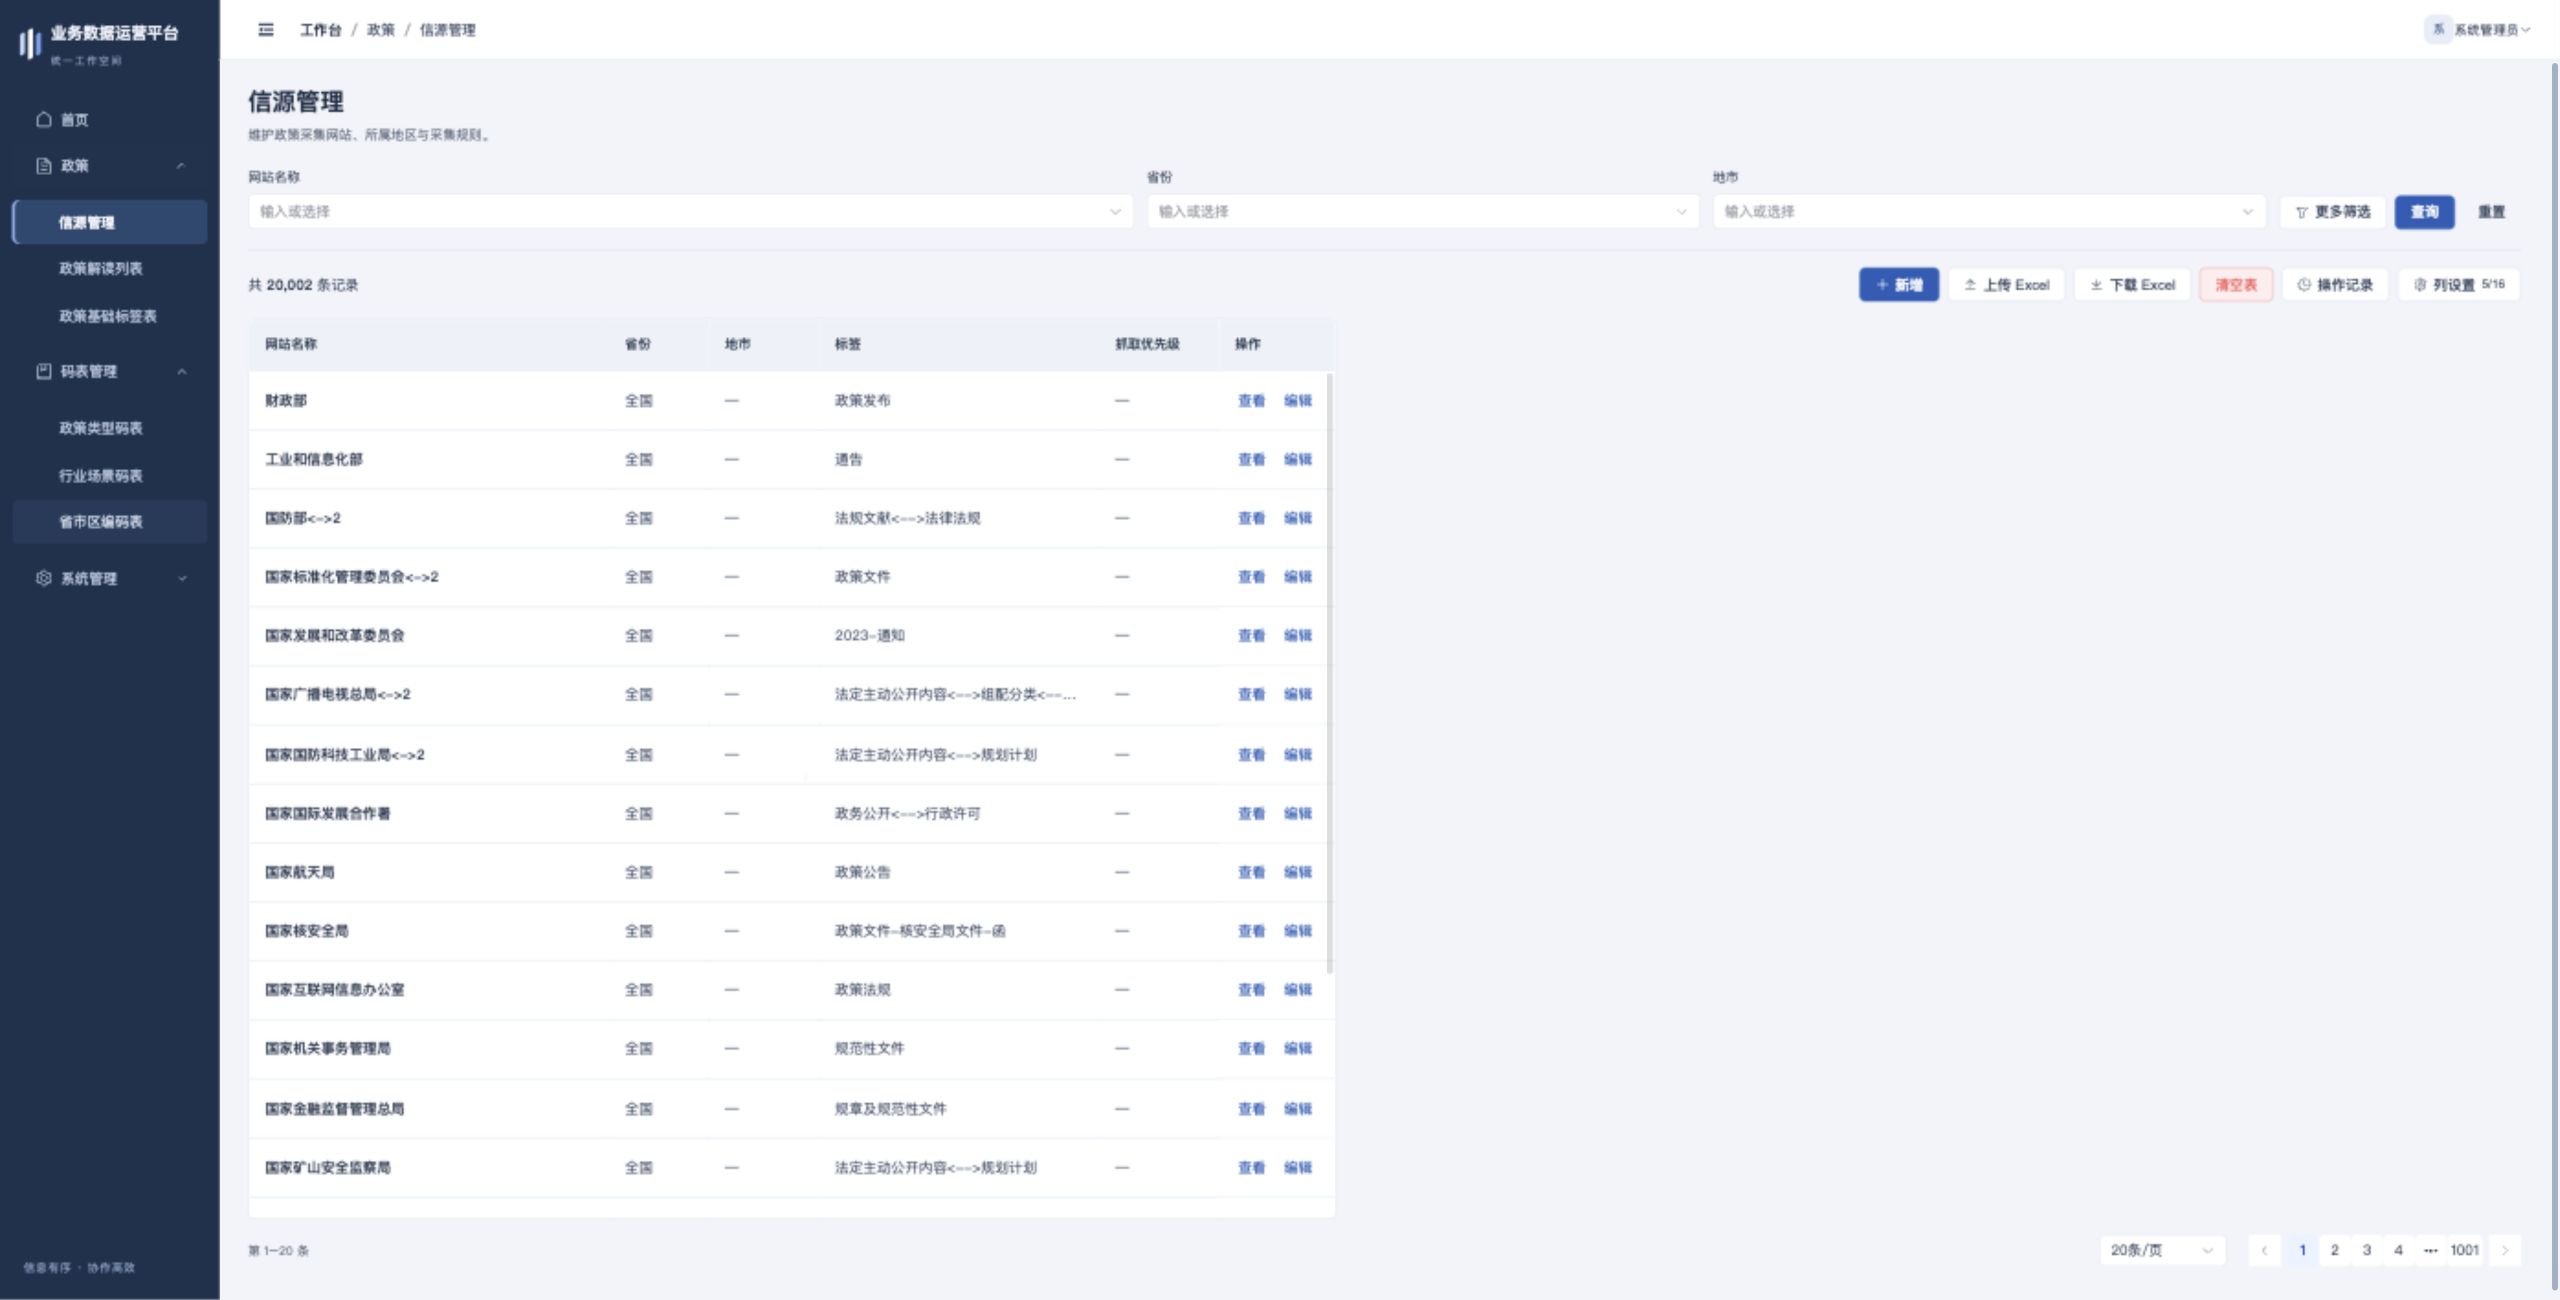 业务数据运营平台
统一工作空间
首页
政策
信源管理
政策解读列表
政策基础标签表
码表管理
政策类型码表
行业场景码表
省市区编码表
系统管理
信息有序 · 协作高效
工作台 / 政策 / 信源管理
系 系统管理员
信源管理
维护政策采集网站、所属地区与采集规则。
网站名称 省份 地市
输入或选择 输入或选择 输入或选择 更多筛选 查询 重置
共 20,002 条记录 + 新增 上传 Excel 下载 Excel 清空表 操作记录 列设置 5/16
网站名称 省份 地市 标签 抓取优先级 操作
财政部 全国 — 政策发布 — 查看 编辑
工业和信息化部 全国 — 通告 — 查看 编辑
国防部<->2 全国 — 法规文献<-->法律法规 — 查看 编辑
国家标准化管理委员会<->2 全国 — 政策文件 — 查看 编辑
国家发展和改革委员会 全国 — 2023-通知 — 查看 编辑
国家广播电视总局<->2 全国 — 法定主动公开内容<-->组配分类<--... — 查看 编辑
国家国防科技工业局<->2 全国 — 法定主动公开内容<-->规划计划 — 查看 编辑
国家国际发展合作署 全国 — 政务公开<-->行政许可 — 查看 编辑
国家航天局 全国 — 政策公告 — 查看 编辑
国家核安全局 全国 — 政策文件-核安全局文件-函 — 查看 编辑
国家互联网信息办公室 全国 — 政策法规 — 查看 编辑
国家机关事务管理局 全国 — 规范性文件 — 查看 编辑
国家金融监督管理总局 全国 — 规章及规范性文件 — 查看 编辑
国家矿山安全监察局 全国 — 法定主动公开内容<-->规划计划 — 查看 编辑
第 1-20 条 20条/页 < 1 2 3 4 ··· 1001 >